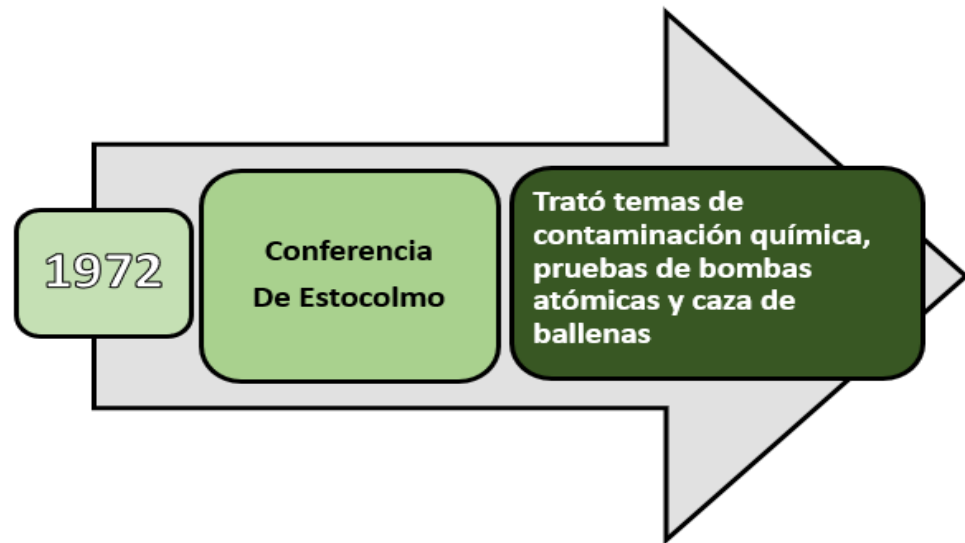 1972
Conferencia
De Estocolmo
Trató temas de
contaminación química,
pruebas de bombas
atómicas y caza de
ballenas